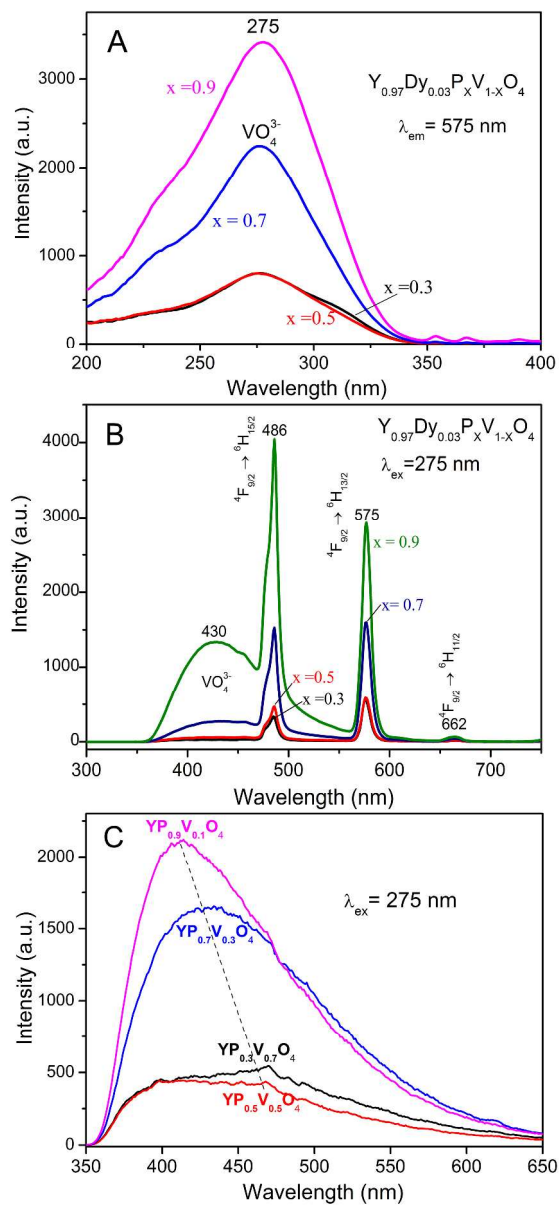 A
275
3000
2000
1000
0
x =0.9
VO₄³⁻
x =0.7
x =0.3
x =0.5
Y₀.₉₇Dy₀.₀₃PₓV₁₋ₓO₄
λem= 575 nm
200 250 300 350 400
Wavelength (nm)
Intensity (a.u.)
B
486
4000
3000
2000
1000
0
⁴F₉/₂ → ⁶H₁₅/₂
⁴F₉/₂ → ⁶H₁₃/₂
⁴F₉/₂ → ⁶H₁₁/₂
Y₀.₉₇Dy₀.₀₃PₓV₁₋ₓO₄
λex=275 nm
575
x = 0.9
x = 0.7
430
VO₄³⁻
x =0.5
x =0.3
662
300 400 500 600 700
Wavelength (nm)
Intensity (a.u.)
C
YP₀.₉V₀.₁O₄
2000
1500
1000
500
0
λex= 275 nm
YP₀.₇V₀.₃O₄
YP₀.₃V₀.₇O₄
YP₀.₅V₀.₅O₄
350 400 450 500 550 600 650
Wavelength (nm)
Intensity (a.u.)